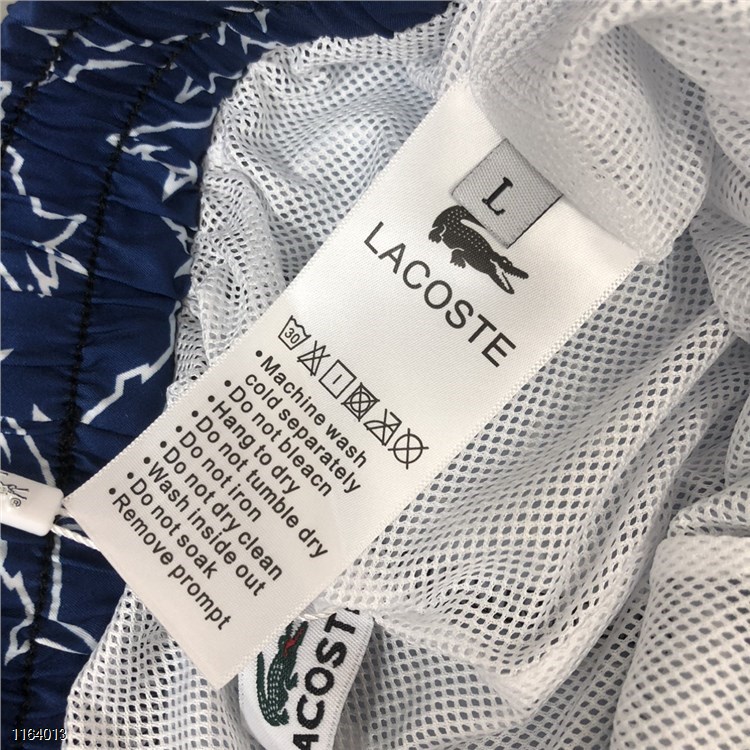 L
LACOSTE
30
•Machine wash
cold separately
•Do not bleacn
•Hang to dry
•Do not tumble dry
•Do not iron
•Do not dry clean
•Wash inside out
•Do not soak
•Remove prompt
®
ACOST
1164013